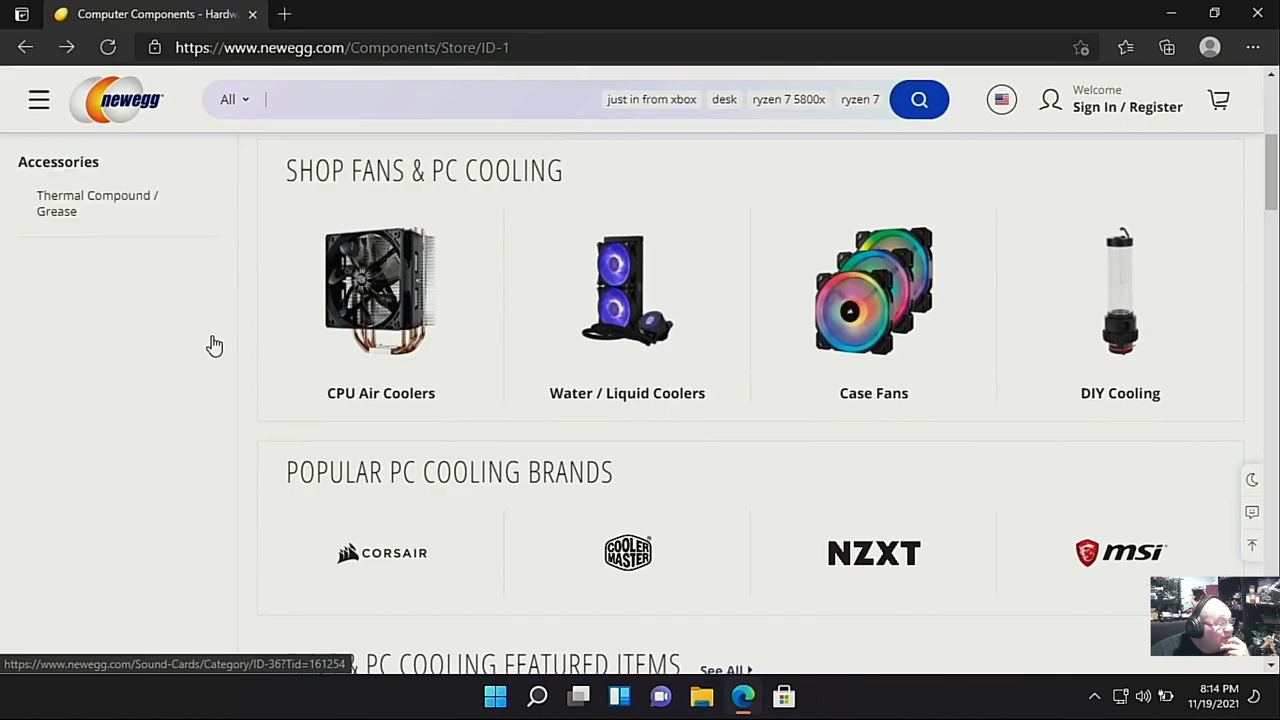 Computer Components - Hardw
https://www.newegg.com/Components/Store/ID-1
newegg
All
just in from xbox
desk
ryzen 7 5800x
ryzen 7
Welcome
Sign In / Register
Accessories
Thermal Compound /
Grease
SHOP FANS & PC COOLING
CPU Air Coolers
Water / Liquid Coolers
Case Fans
DIY Cooling
POPULAR PC COOLING BRANDS
CORSAIR
COOLER
MASTER
NZXT
msi
& PC COOLING FEATURED ITEMS
See All
https://www.newegg.com/Sound-Cards/Category/ID-36?Tid=161254
8:14 PM
11/19/2021